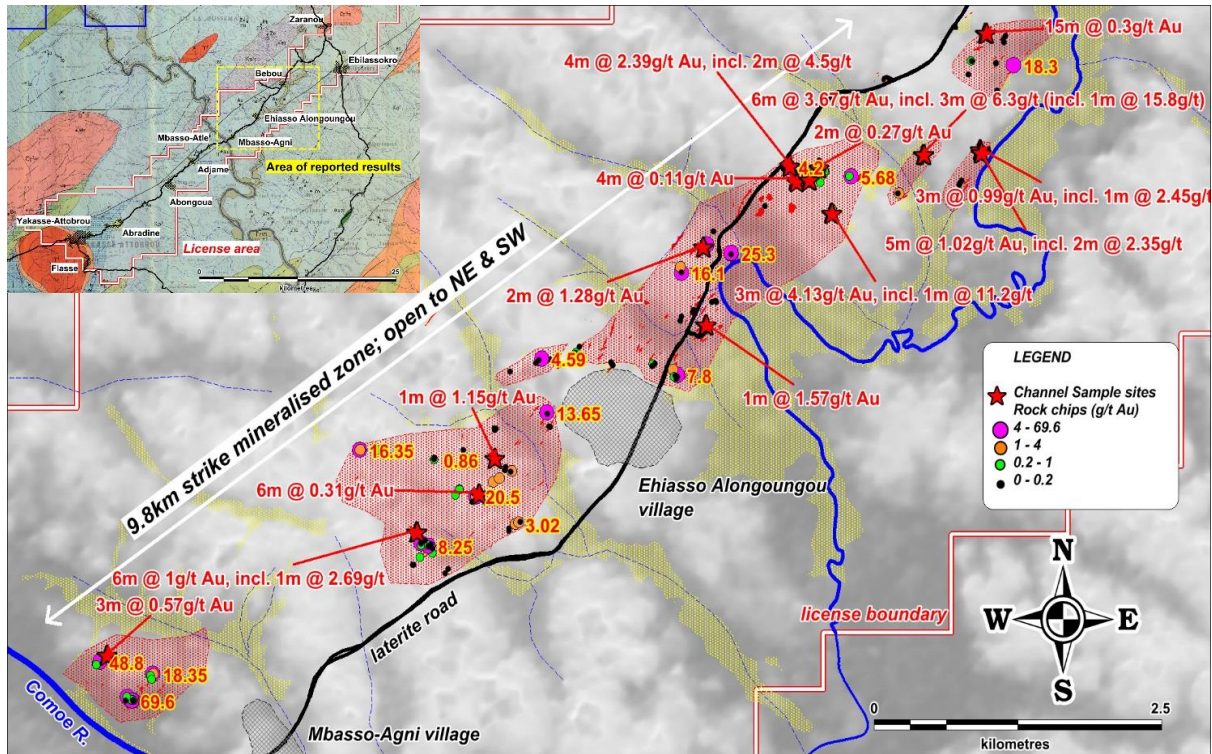 Zaranou
Bebou
Ebilassokro
Ehiasso Alongoungou
Mbasso-Atle'
Mbasso-Agni
Adjame
Area of reported results
Abongoua
Yakasse-Attobrou
Abradine
License area
Flasse
0
25
kilometres
15m @ 0.3g/t Au
4m @ 2.39g/t Au, incl. 2m @ 4.5g/t
18.3
6m @ 3.67g/t Au, incl. 3m @ 6.3g/t (incl. 1m @ 15.8g/t)
2m @ 0.27g/t Au
4.2
4m @ 0.11g/t Au
5.68
3m @ 0.99g/t Au, incl. 1m @ 2.45g/t
5m @ 1.02g/t Au, incl. 2m @ 2.35g/t
25.3
16.1
2m @ 1.28g/t Au
3m @ 4.13g/t Au, incl. 1m @ 11.2g/t
9.8km strike mineralised zone; open to NE & SW
4.59
7.8
1m @ 1.15g/t Au
1m @ 1.57g/t Au
13.65
16.35
0.86
6m @ 0.31g/t Au
20.5
Ehiasso Alongoungou
village
3.02
8.25
6m @ 1g/t Au, incl. 1m @ 2.69g/t
3m @ 0.57g/t Au
laterite road
license boundary
48.8
18.35
69.6
Comoe R.
Mbasso-Agni village
LEGEND
Channel Sample sites
Rock chips (g/t Au)
4 - 69.6
1 - 4
0.2 - 1
0 - 0.2
N
W
E
S
0
2.5
kilometres